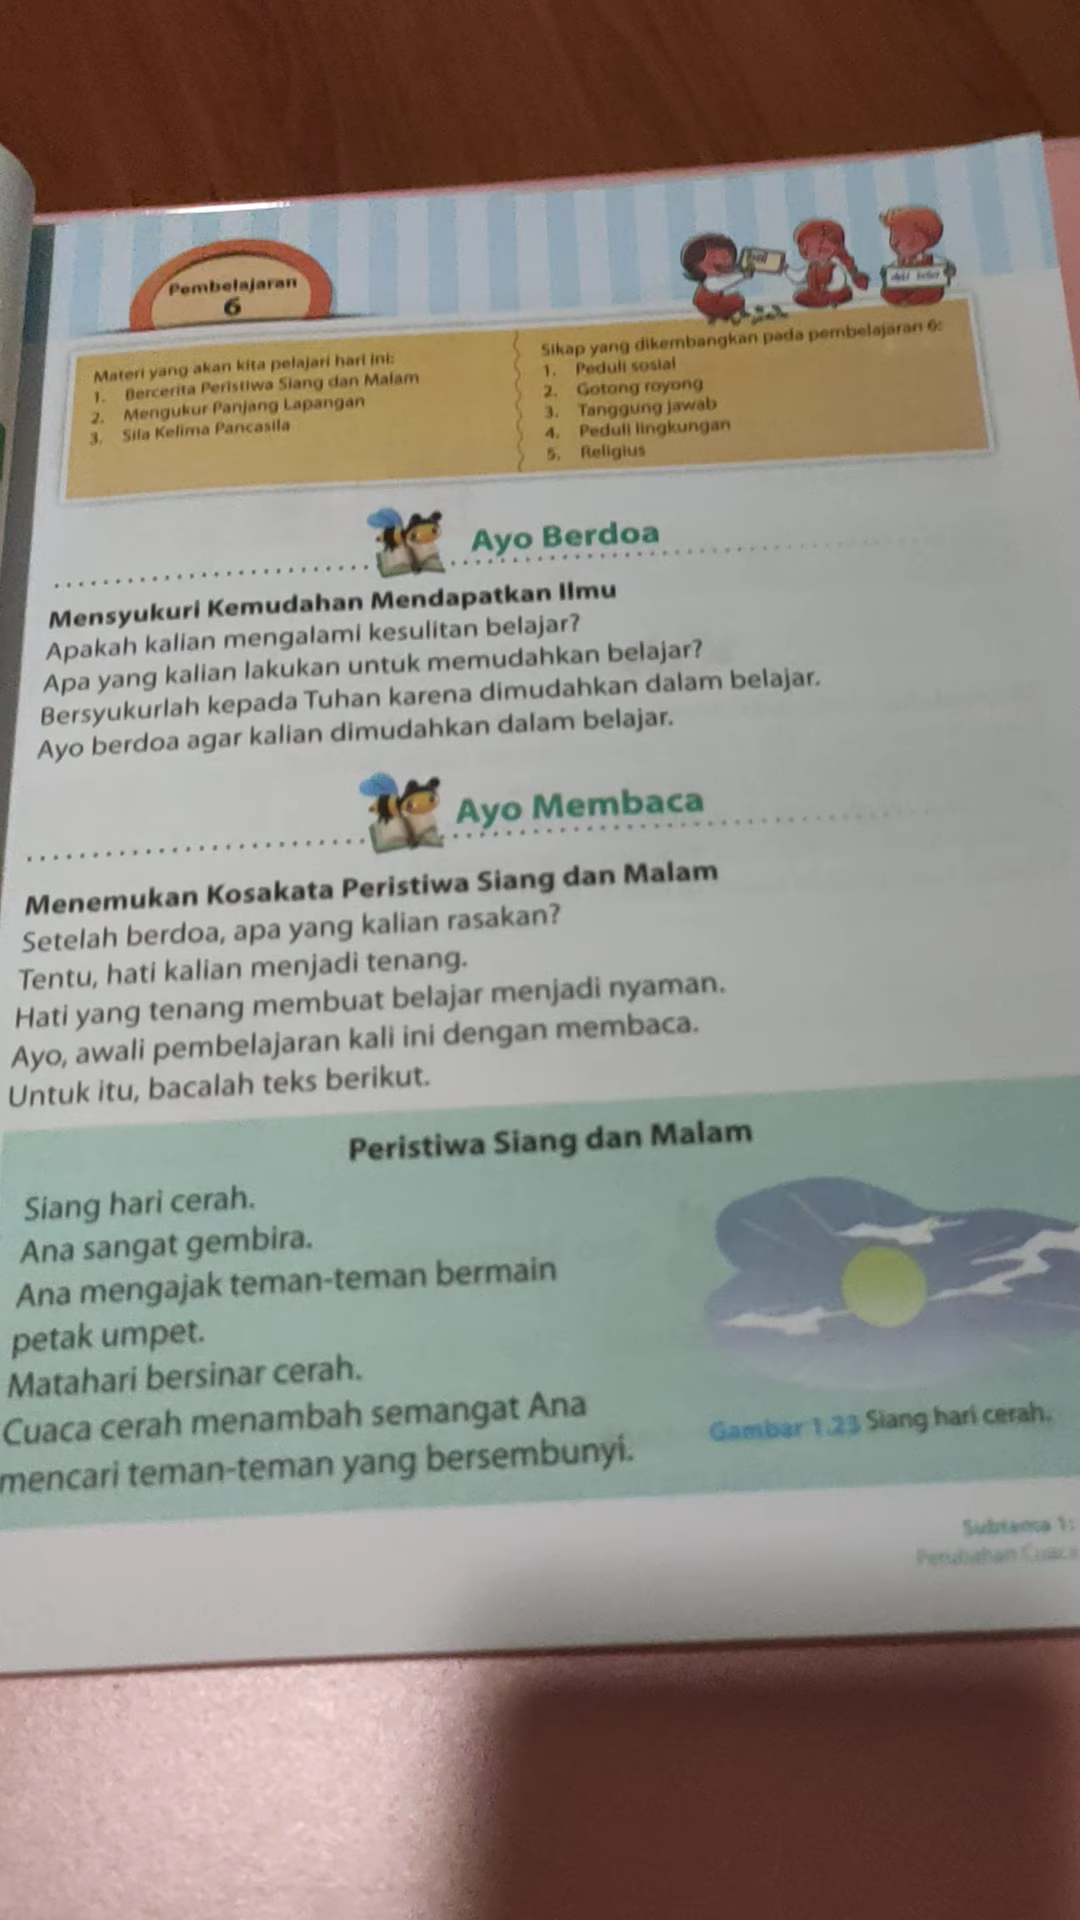 Pembelajaran
6
Materi yang akan kita pelajari hari ini:
1. Bercerita Peristiwa Siang dan Malam
2. Mengukur Panjang Lapangan
3. Sila Kelima Pancasila
Sikap yang dikembangkan pada pembelajaran 6:
1. Peduli sosial
2. Gotong royong
3. Tanggung jawab
4. Peduli lingkungan
5. Religius
Ayo Berdoa
Mensyukuri Kemudahan Mendapatkan Ilmu
Apakah kalian mengalami kesulitan belajar?
Apa yang kalian lakukan untuk memudahkan belajar?
Bersyukurlah kepada Tuhan karena dimudahkan dalam belajar.
Ayo berdoa agar kalian dimudahkan dalam belajar.
Ayo Membaca
Menemukan Kosakata Peristiwa Siang dan Malam
Setelah berdoa, apa yang kalian rasakan?
Tentu, hati kalian menjadi tenang.
Hati yang tenang membuat belajar menjadi nyaman.
Ayo, awali pembelajaran kali ini dengan membaca.
Untuk itu, bacalah teks berikut.
Peristiwa Siang dan Malam
Siang hari cerah.
Ana sangat gembira.
Ana mengajak teman-teman bermain
petak umpet.
Matahari bersinar cerah.
Cuaca cerah menambah semangat Ana
mencari teman-teman yang bersembunyi.
Gambar 1.23 Siang hari cerah.
Subtema 1:
Perubahan Cuaca